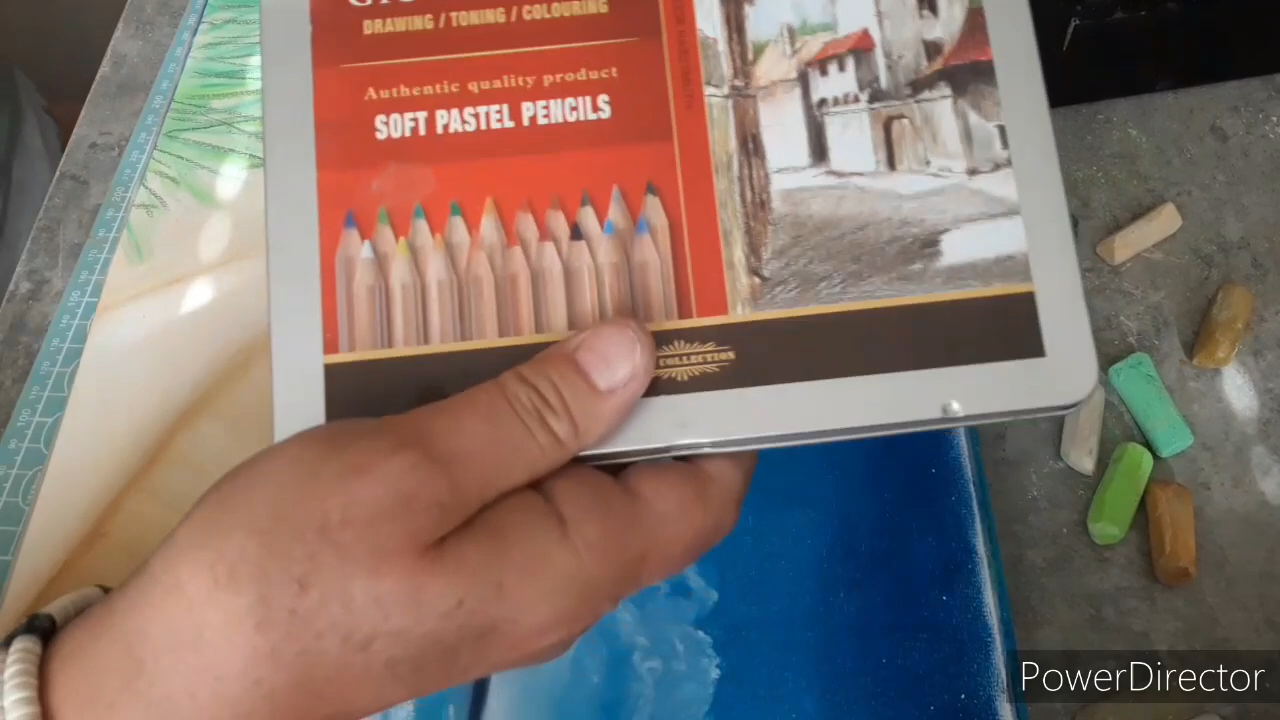 DRAWING / TONING / COLOURING
Authentic quality product
SOFT PASTEL PENCILS
COLLECTION
PowerDirector